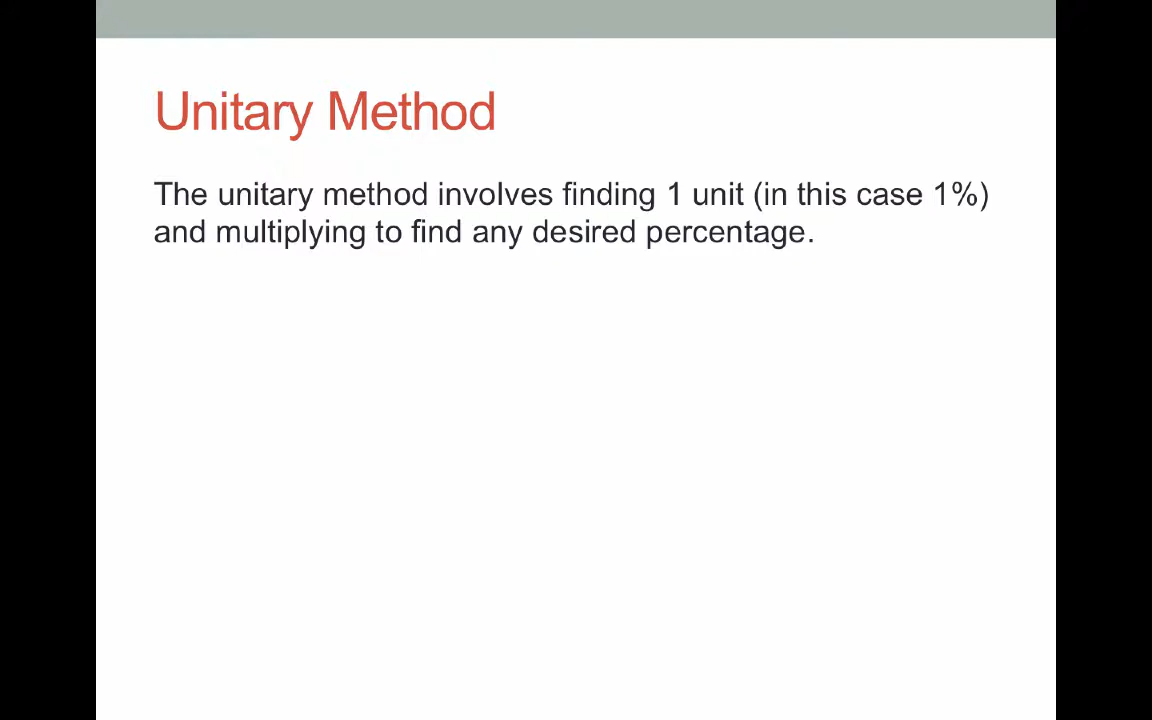 Unitary Method
The unitary method involves finding 1 unit (in this case 1%)
and multiplying to find any desired percentage.